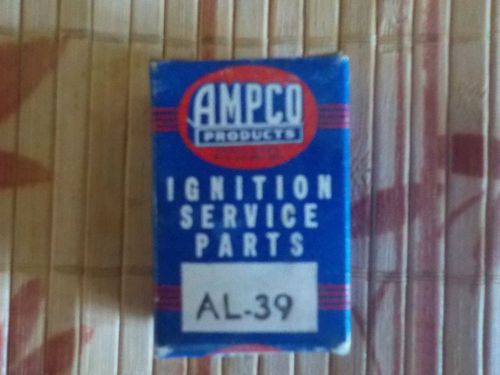 AMPCO
PRODUCTS
IGNITION
SERVICE
PARTS
AL-39